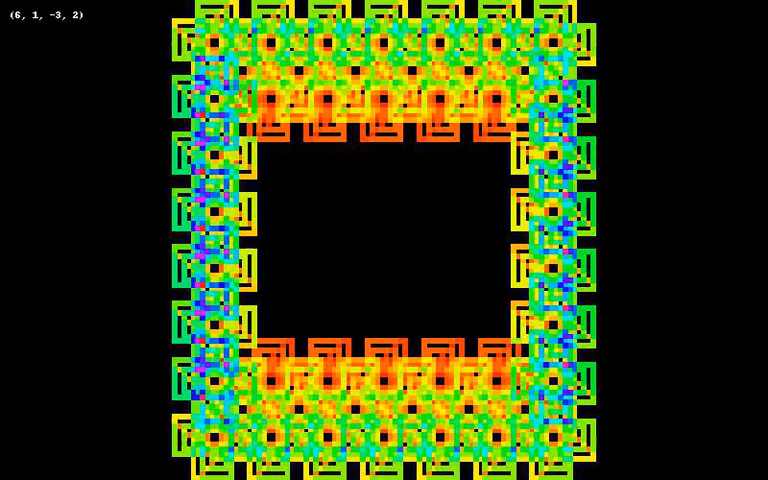 (6, 1, -3, 2)